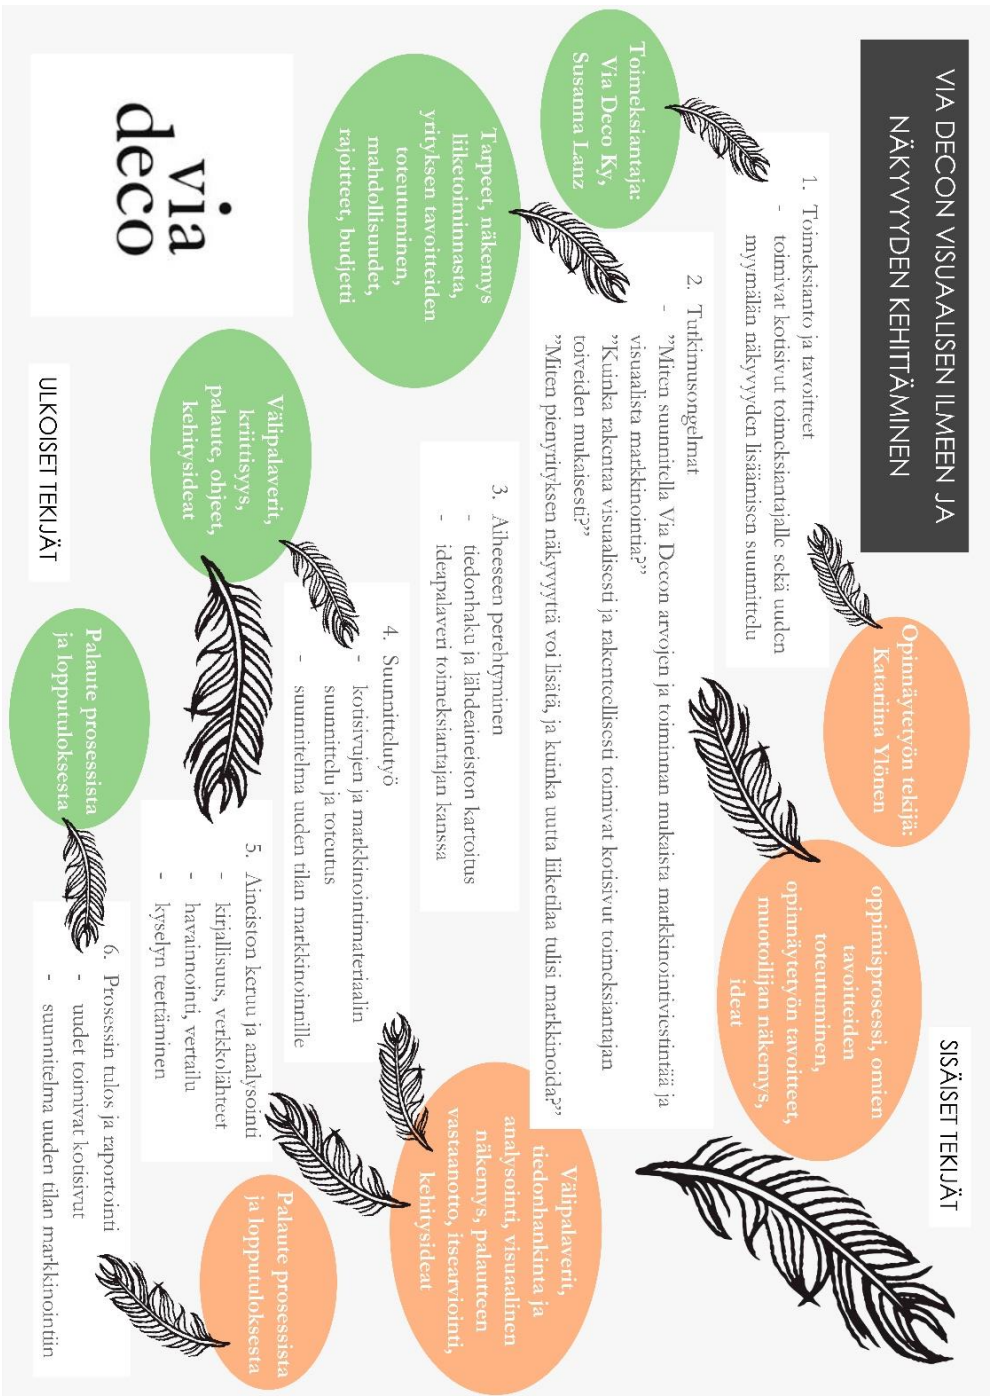 VIA DECON VISUAALISEN ILMEEN JA
NÄKYVYYDEN KEHITTÄMINEN
SISÄISET TEKIJÄT
Toimeksiantaja:
Via Deco Ky,
Susanna Lanz
1. Toimeksianto ja tavoitteet
- toimivat kotisivut toimeksiantajalle sekä uuden
myymälän näkyvyyden lisäämisen suunnittelu
Opinnäytetyön tekijä:
Katariina Ylönen
Tarpeet, näkemys
liiketoiminnasta,
yrityksen tavoitteiden
toteutuminen,
mahdollisuudet,
rajoitteet, budjetti
2. Tutkimusongelmat
- ”Miten suunnitella Via Decon arvojen ja toiminnan mukaista markkinointiviestintää ja
visuaalista markkinointia?”
”Kuinka rakentaa visuaalisesti ja rakenteellisesti toimivat kotisivut toimeksiantajan
toiveiden mukaisesti?”
”Miten pienyrityksen näkyvyyttä voi lisätä, ja kuinka uutta liiketilaa tulisi markkinoida?”
oppimisprosessi, omien
tavoitteiden
toteutuminen,
opinnäytetyön tavoitteet,
muotoilijan näkemys,
ideat
3. Aiheeseen perehtyminen
- tiedonhaku ja lähdeaineiston kartoitus
- ideapalaveri toimeksiantajan kanssa
Välipalaverit,
kriittisyys,
palaute, ohjeet,
kehitysideat
4. Suunnittelutyö
- kotisivujen ja markkinointimateriaalin
suunnittelu ja toteutus
- suunnitelma uuden tilan markkinoinnille
Välipalaverit,
tiedonhankinta ja
analysointi, visuaalinen
näkemys, palautteen
vastaanotto, itsearviointi,
kehitysideat
5. Aineiston keruu ja analysointi
- kirjallisuus, verkkolähteet
- havainnointi, vertailu
- kyselyn teettäminen
Palaute prosessista
ja lopputuloksesta
6. Prosessin tulos ja raportointi
- uudet toimivat kotisivut
- suunnitelma uuden tilan markkinointiin
Palaute prosessista
ja lopputuloksesta
via
deco
ULKOISET TEKIJÄT